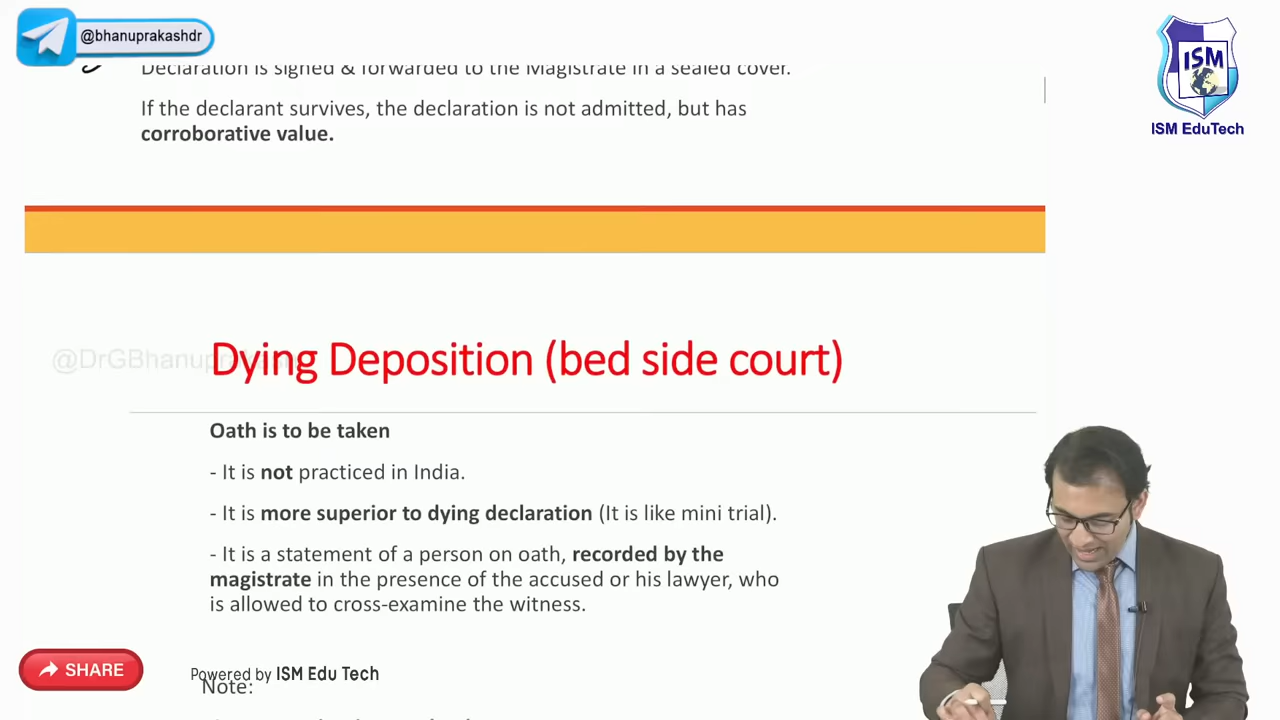 @bhanuprakashdr
ISM
ISM EduTech
Declaration is signed & forwarded to the Magistrate in a sealed cover.
If the declarant survives, the declaration is not admitted, but has
corroborative value.
@DrGBhanuprakash
Dying Deposition (bed side court)
Oath is to be taken
- It is not practiced in India.
- It is more superior to dying declaration (It is like mini trial).
- It is a statement of a person on oath, recorded by the
magistrate in the presence of the accused or his lawyer, who
is allowed to cross-examine the witness.
SHARE
Powered by ISM Edu Tech
Note: